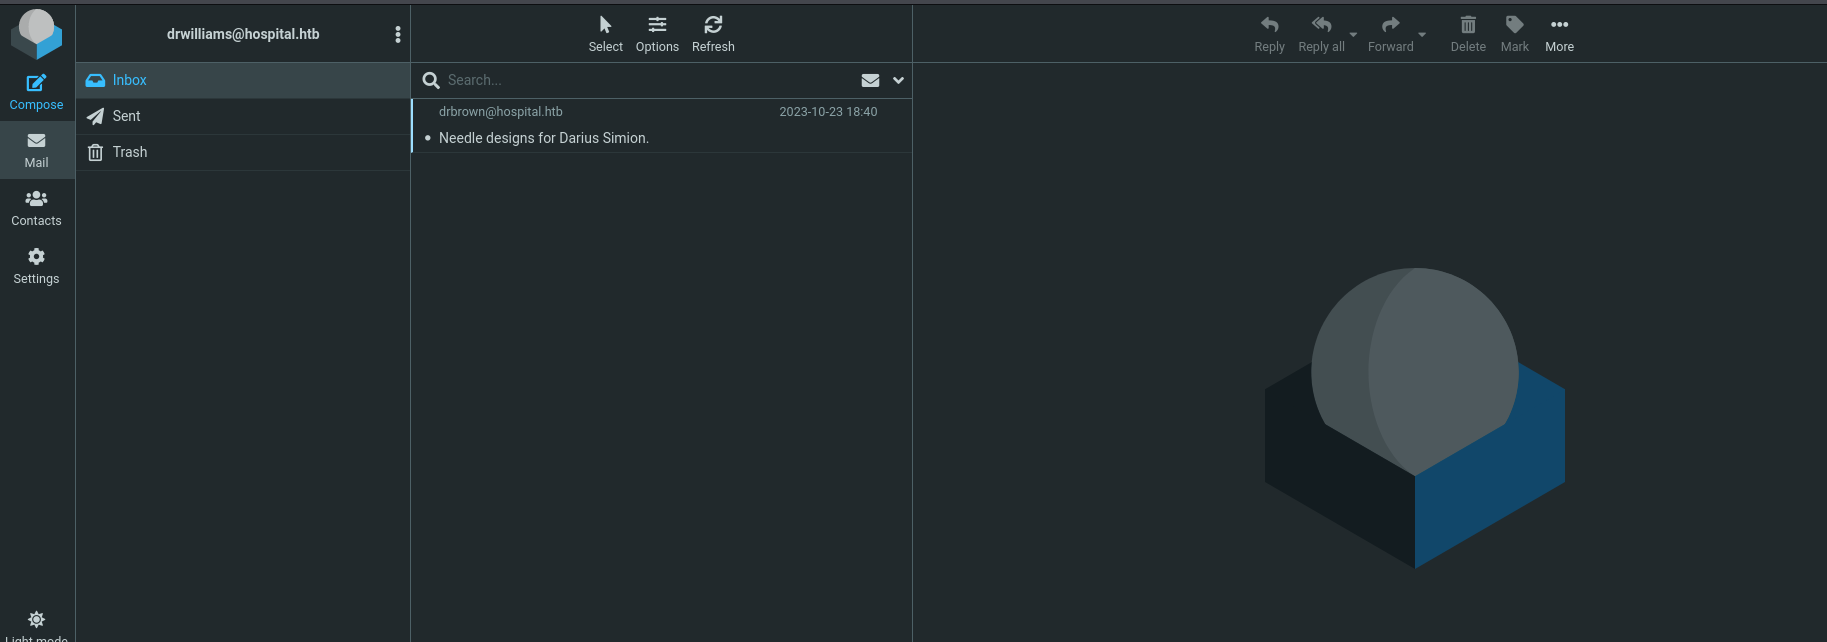 drwilliams@hospital.htb
Select
Options
Refresh
Reply
Reply all
Forward
Delete
Mark
More
Compose
Mail
Contacts
Settings
Light mode
Inbox
Sent
Trash
Search...
drbrown@hospital.htb 2023-10-23 18:40
Needle designs for Darius Simion.